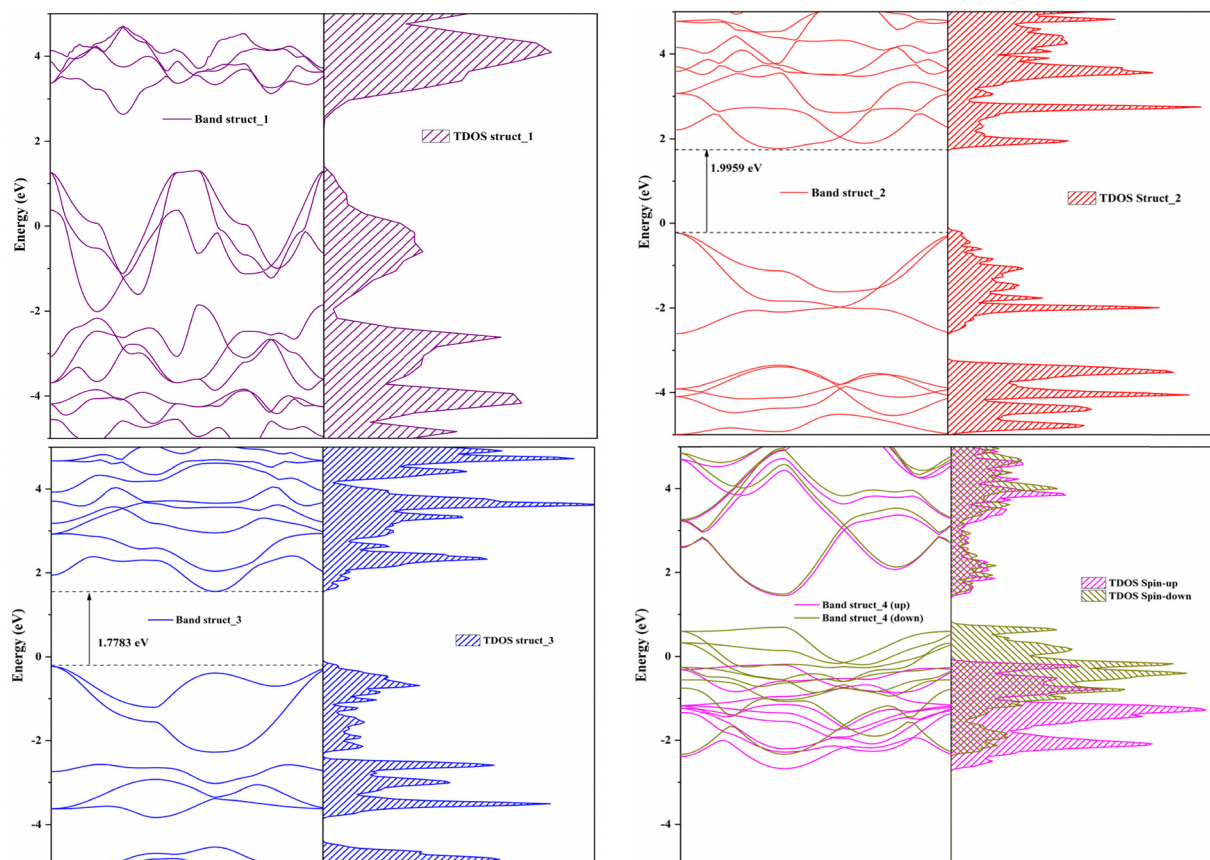 4
2
0
-2
-4
Energy (eV)
Band struct_1
TDOS struct_1
4
2
0
-2
-4
Energy (eV)
1.9959 eV
Band struct_2
TDOS Struct_2
4
2
0
-2
-4
Energy (eV)
1.7783 eV
Band struct_3
TDOS struct_3
4
2
0
-2
-4
Energy (eV)
Band struct_4 (up)
Band struct_4 (down)
TDOS Spin-up
TDOS Spin-down